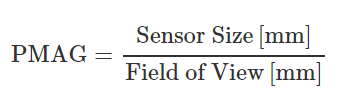 PMAG = Sensor Size [mm] / Field of View [mm]